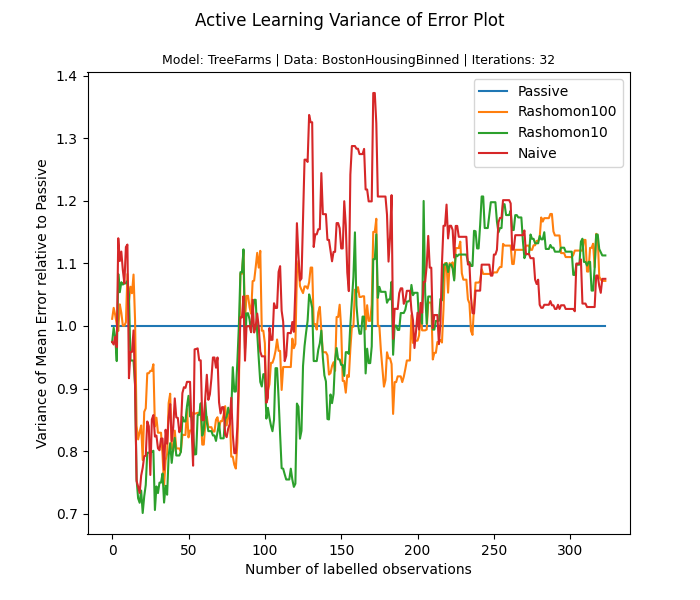 Active Learning Variance of Error Plot
Model: TreeFarms | Data: BostonHousingBinned | Iterations: 32
Variance of Mean Error relative to Passive
1.4
1.3
1.2
1.1
1.0
0.9
0.8
0.7
Passive
Rashomon100
Rashomon10
Naive
0 50 100 150 200 250 300
Number of labelled observations